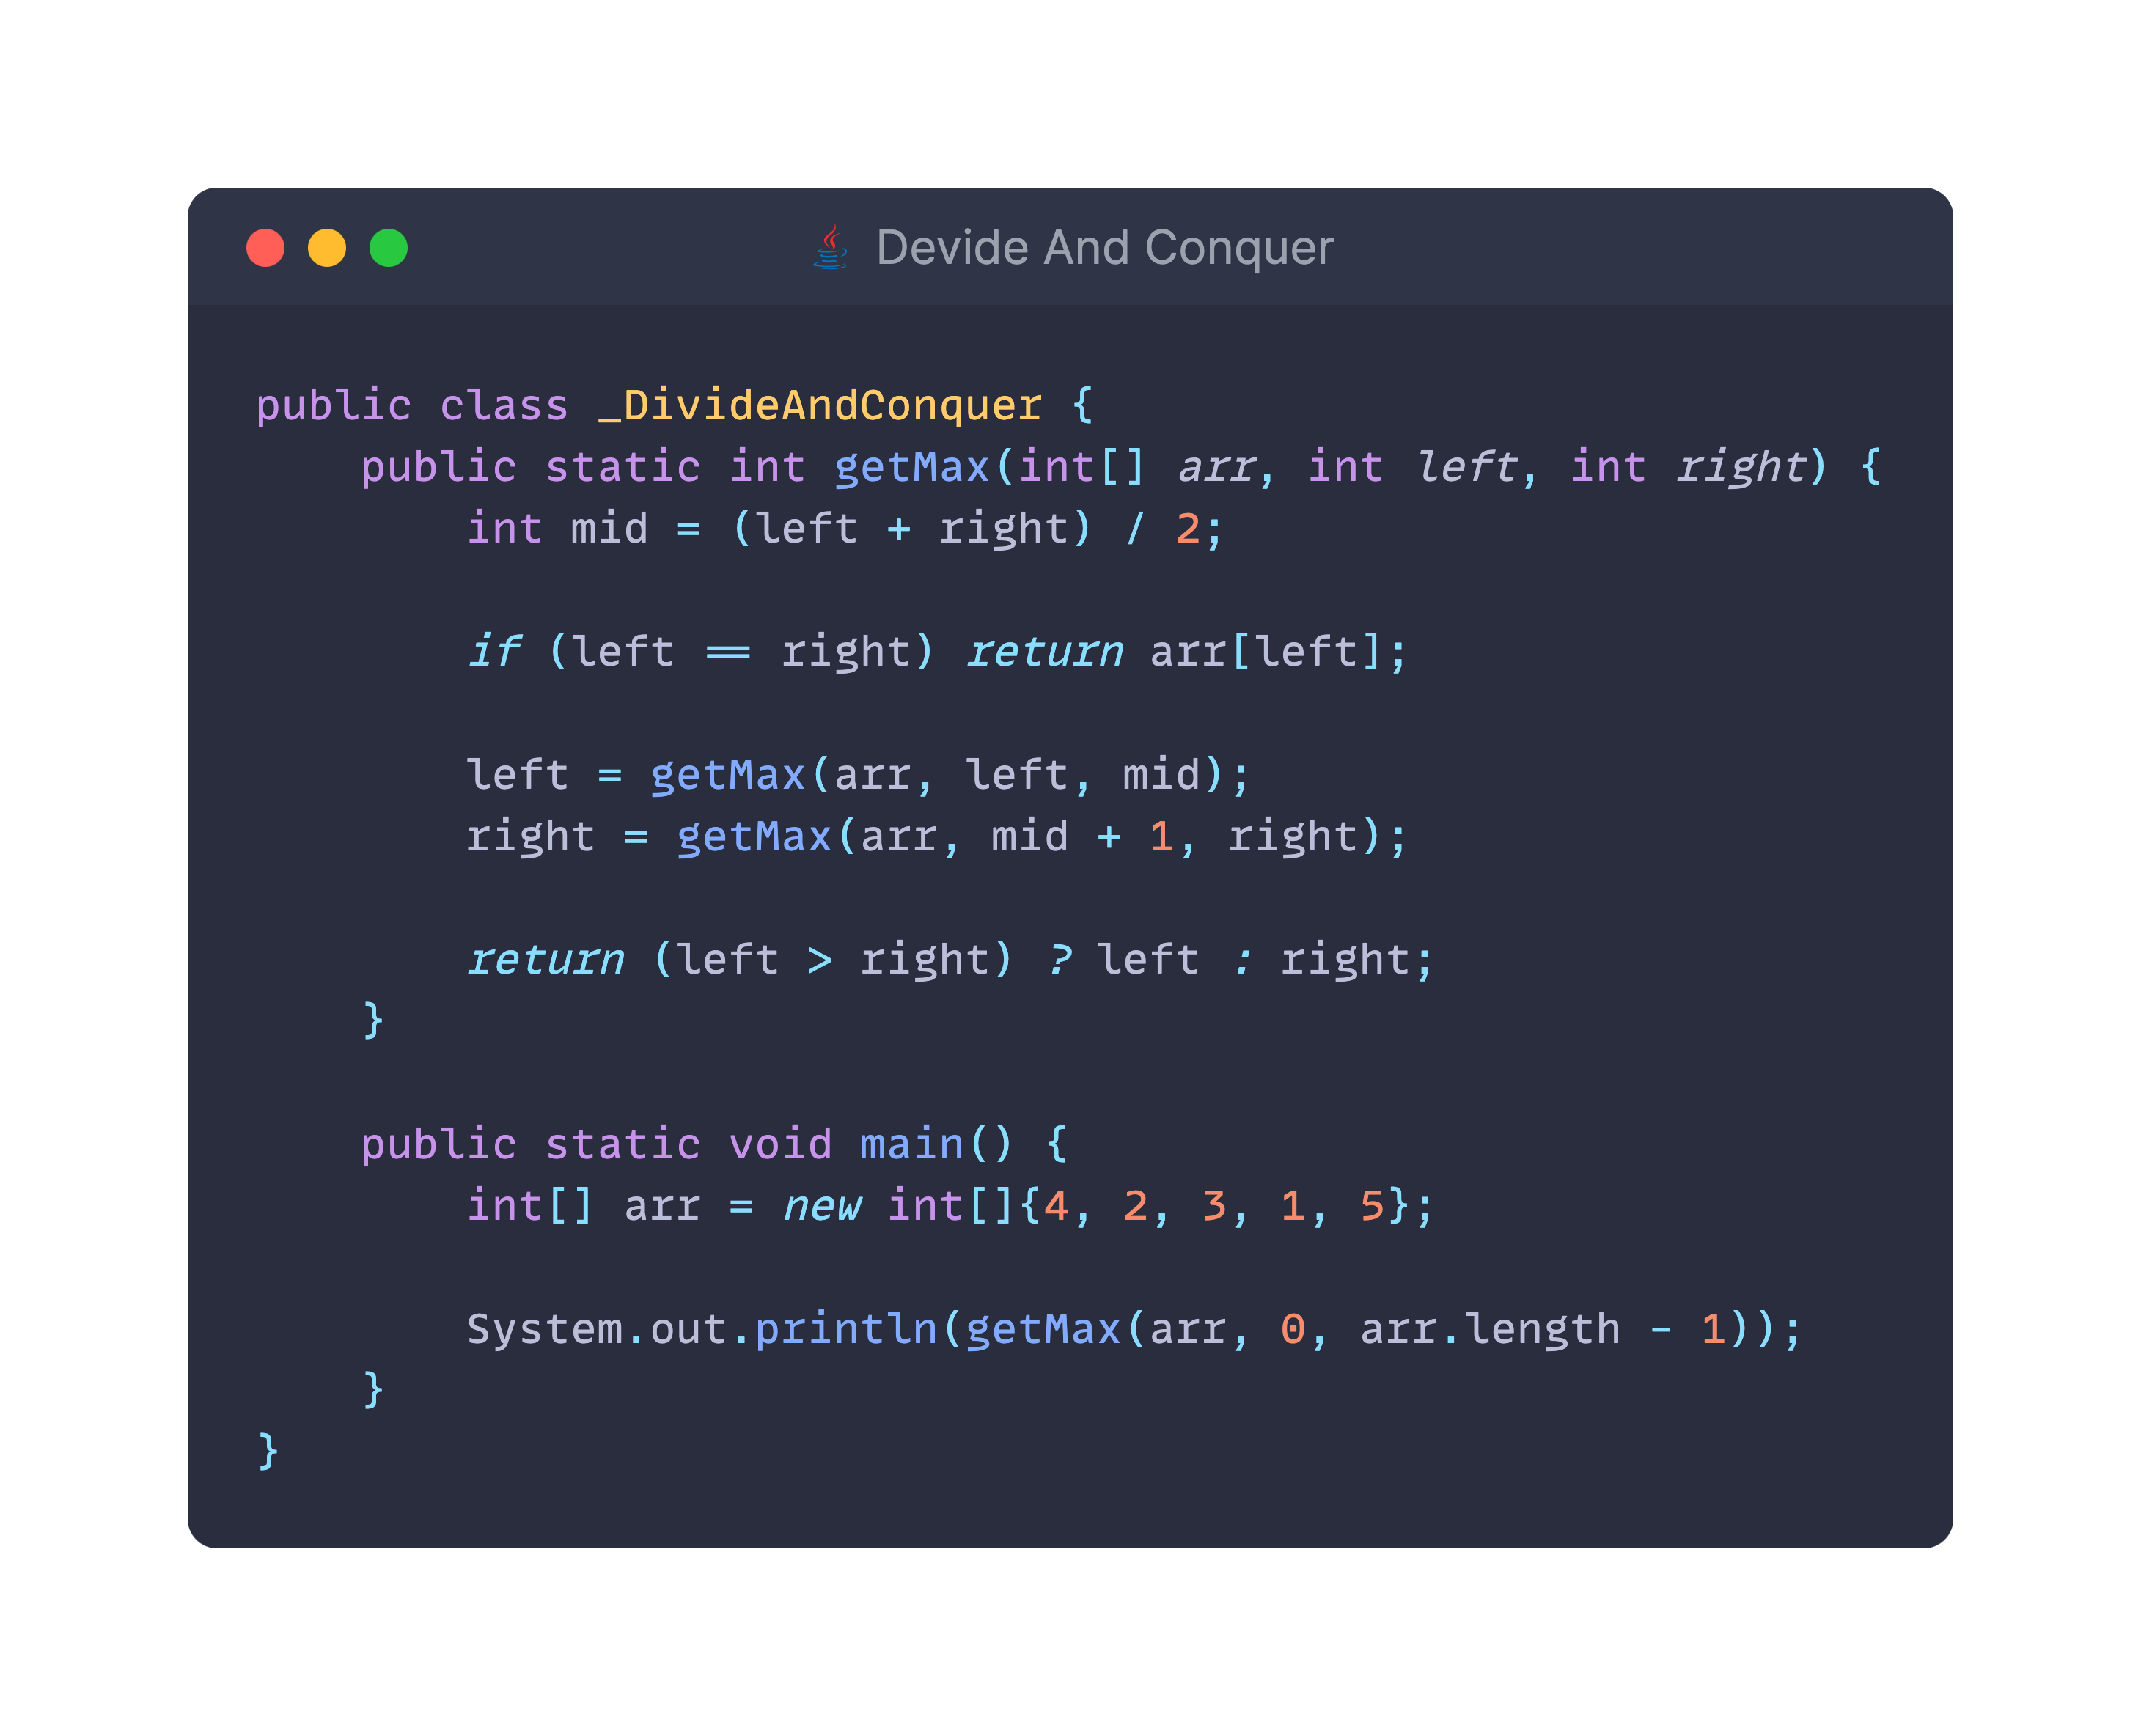 Devide And Conquer
public class _DivideAndConquer {
    public static int getMax(int[] arr, int left, int right) {
        int mid = (left + right) / 2;

        if (left == right) return arr[left];

        left = getMax(arr, left, mid);
        right = getMax(arr, mid + 1, right);

        return (left > right) ? left : right;
    }

    public static void main() {
        int[] arr = new int[]{4, 2, 3, 1, 5};

        System.out.println(getMax(arr, 0, arr.length - 1));
    }
}